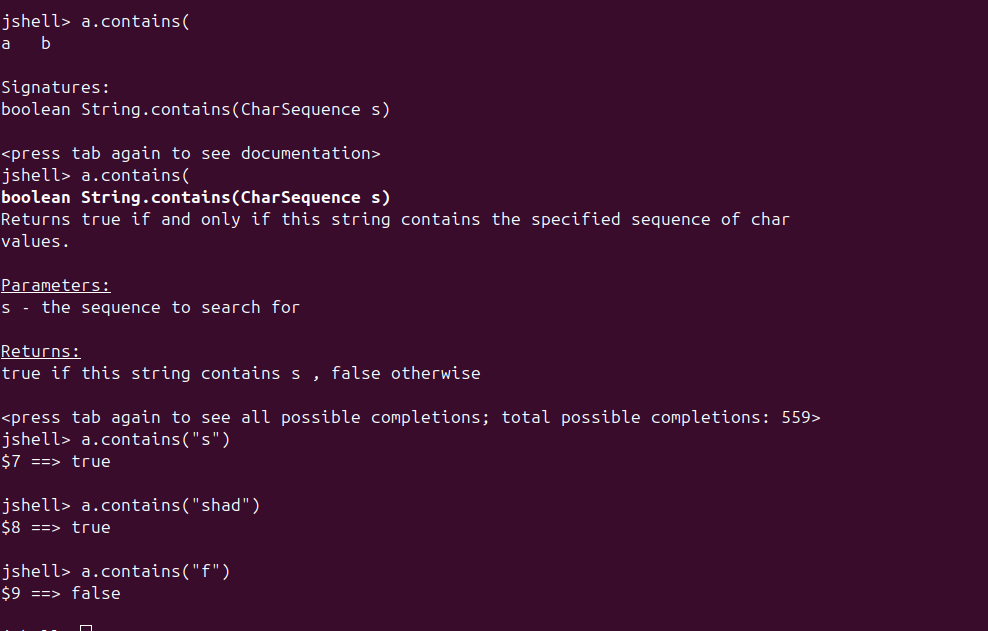 jshell> a.contains(
a   b
Signatures:
boolean String.contains(CharSequence s)
<press tab again to see documentation>
jshell> a.contains(
boolean String.contains(CharSequence s)
Returns true if and only if this string contains the specified sequence of char
values.
Parameters:
s - the sequence to search for
Returns:
true if this string contains s , false otherwise
<press tab again to see all possible completions; total possible completions: 559>
jshell> a.contains("s")
$7 ==> true
jshell> a.contains("shad")
$8 ==> true
jshell> a.contains("f")
$9 ==> false